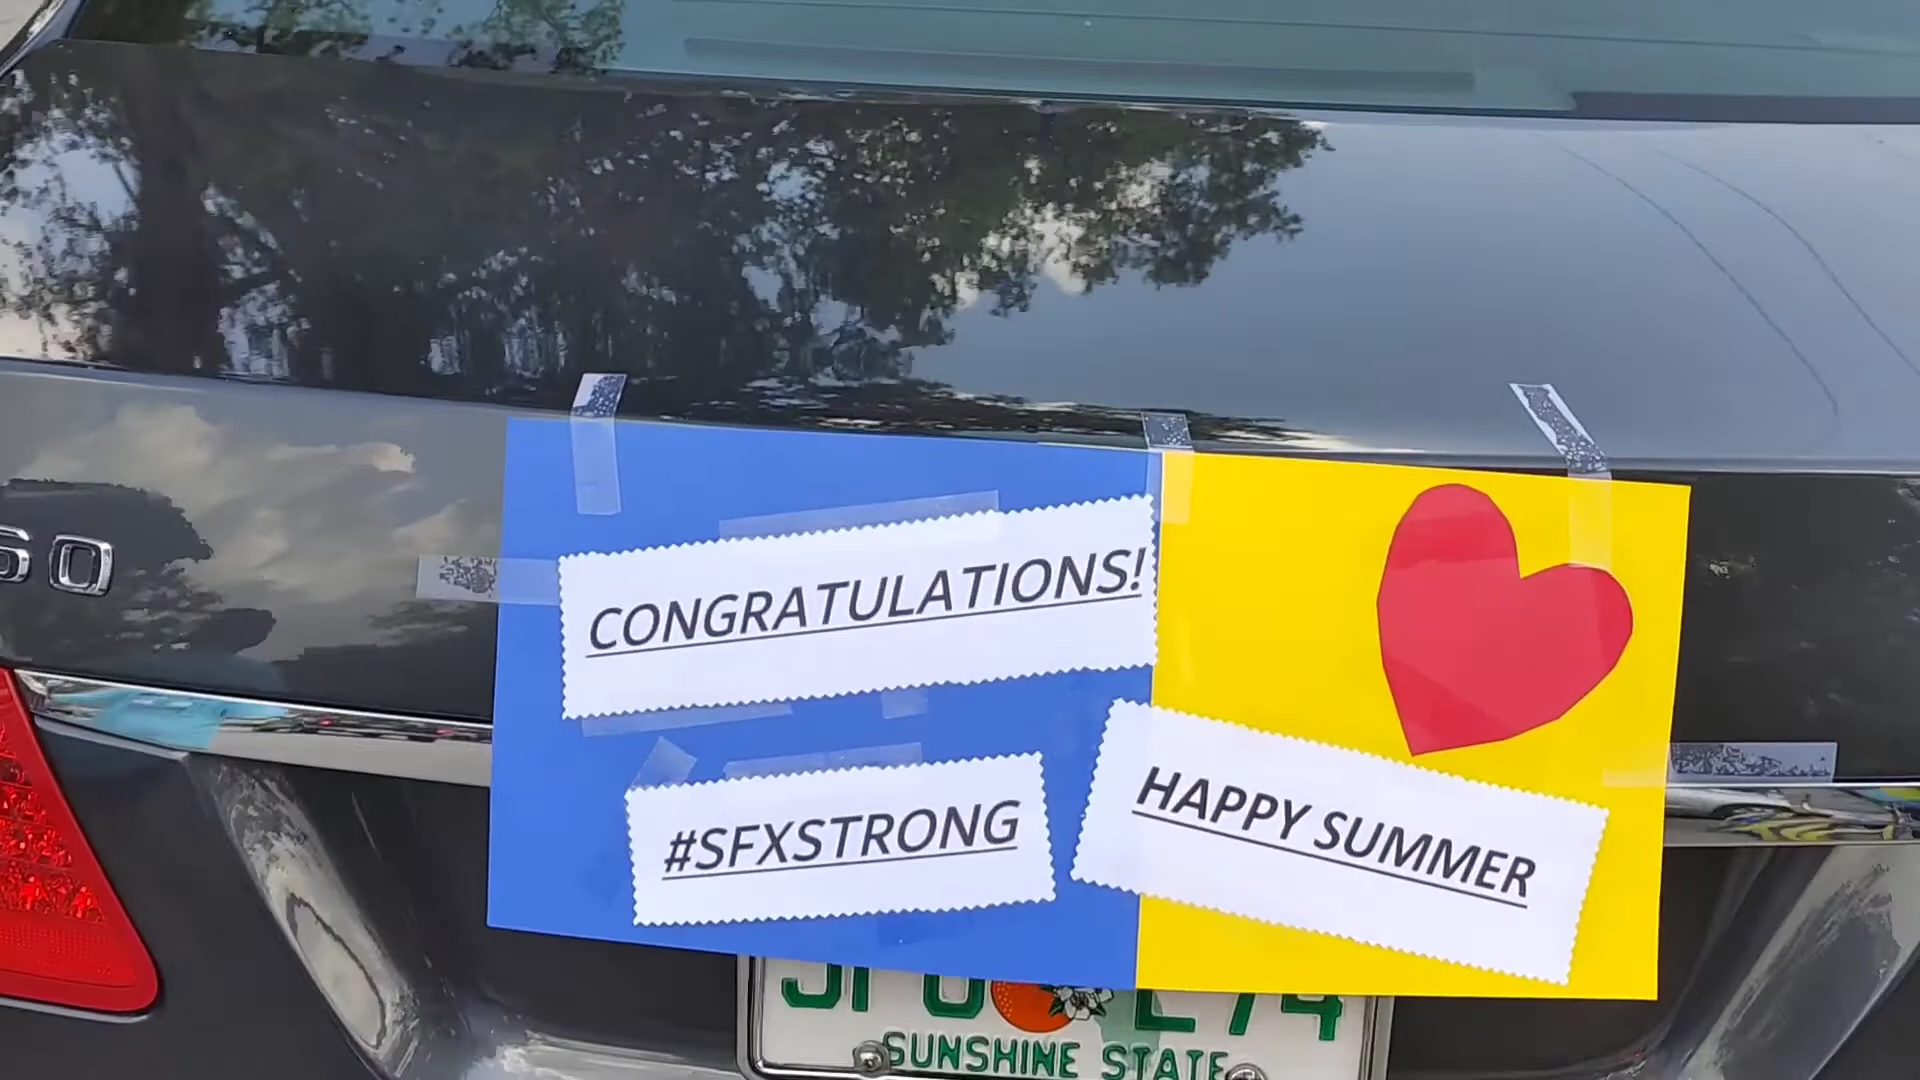 60
CONGRATULATIONS!
#SFXSTRONG
HAPPY SUMMER
SUNSHINE STATE